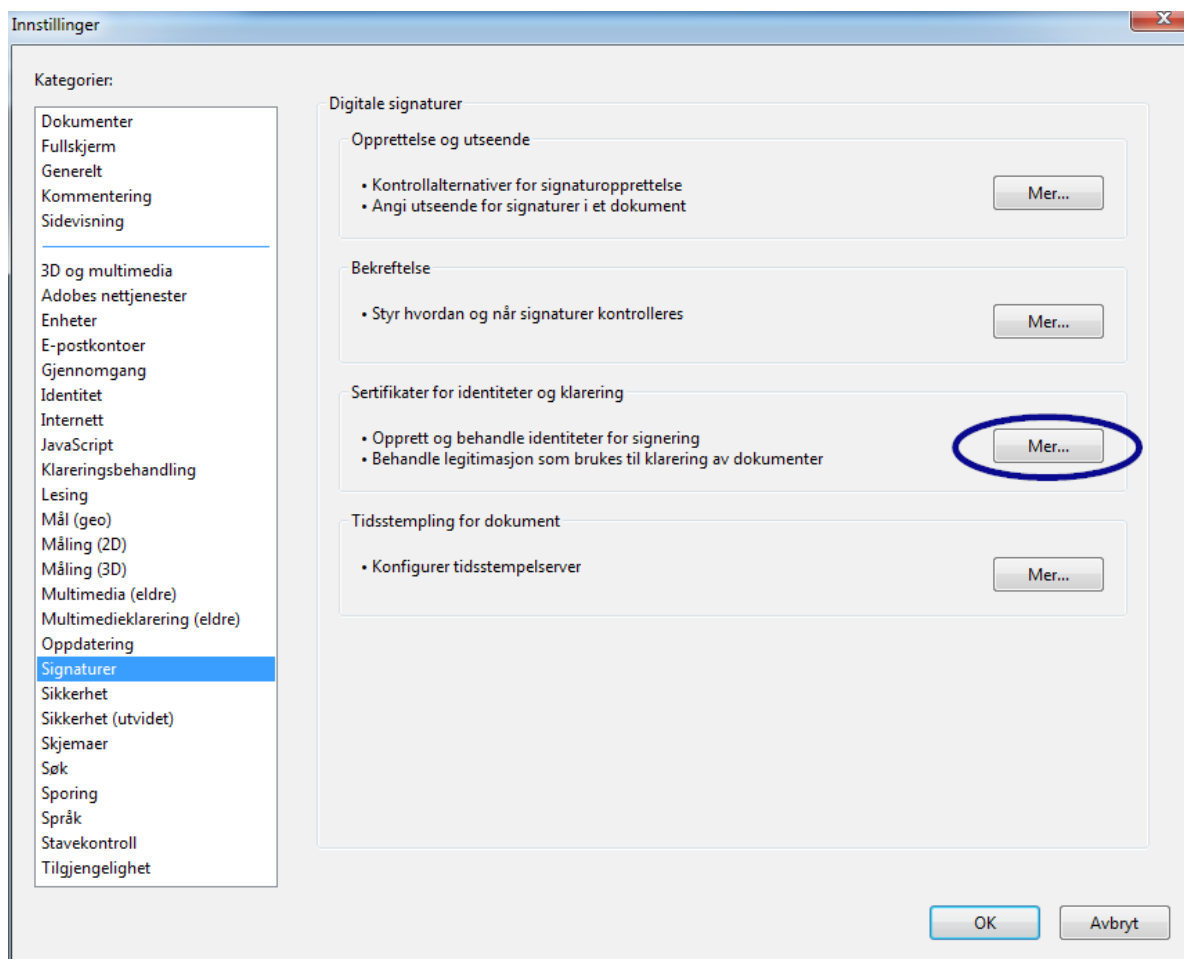 Innstillinger
X
Kategorier:
Dokumenter
Fullskjerm
Generelt
Kommentering
Sidevisning
3D og multimedia
Adobes nettjenester
Enheter
E-postkontoer
Gjennomgang
Identitet
Internett
JavaScript
Klareringsbehandling
Lesing
Mål (geo)
Måling (2D)
Måling (3D)
Multimedia (eldre)
Multimedieklarering (eldre)
Oppdatering
Signaturer
Sikkerhet
Sikkerhet (utvidet)
Skjemaer
Søk
Sporing
Språk
Stavekontroll
Tilgjengelighet
Digitale signaturer
Opprettelse og utseende
• Kontrollalternativer for signaturopprettelse
• Angi utseende for signaturer i et dokument
Mer...
Bekreftelse
• Styr hvordan og når signaturer kontrolleres
Mer...
Sertifikater for identiteter og klarering
• Opprett og behandle identiteter for signering
• Behandle legitimasjon som brukes til klarering av dokumenter
Mer...
Tidsstempling for dokument
• Konfigurer tidsstempelserver
Mer...
OK
Avbryt